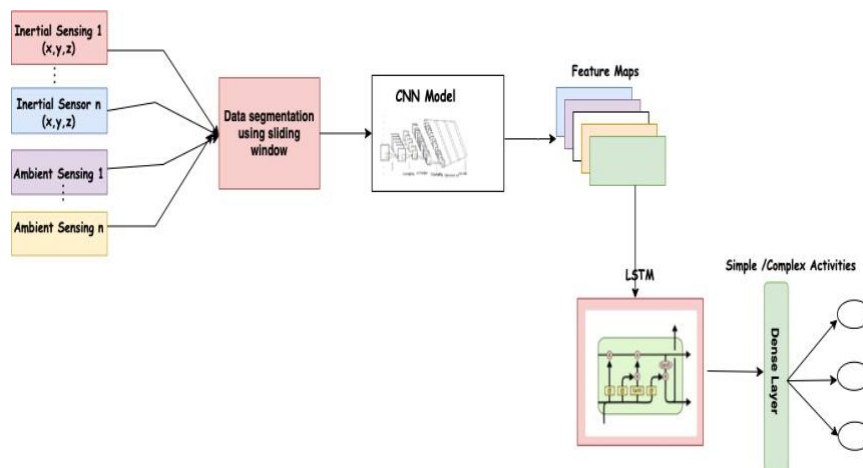 Inertial Sensing 1
(x,y,z)
Inertial Sensor n
(x,y,z)
Ambient Sensing 1
Ambient Sensing n
Data segmentation
using sliding
window
CNN Model
Feature Maps
LSTM
Simple /Complex Activities
Dense Layer